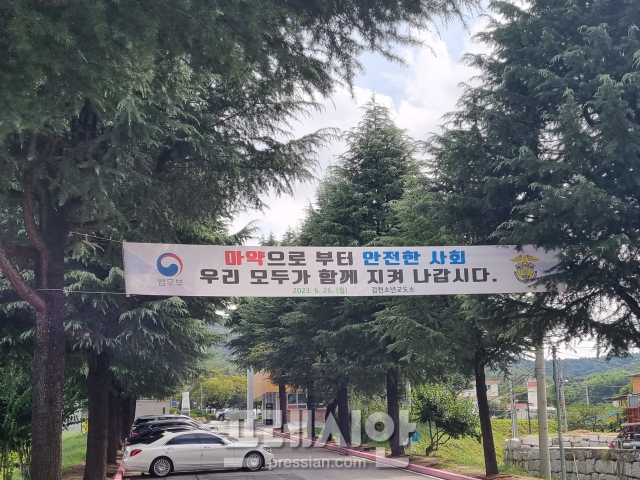 법무부
마약으로 부터 안전한 사회
우리 모두가 함께 지켜 나갑시다.
2023. 6. 26. (월) 김천소년교도소
프레시안
pressian.com